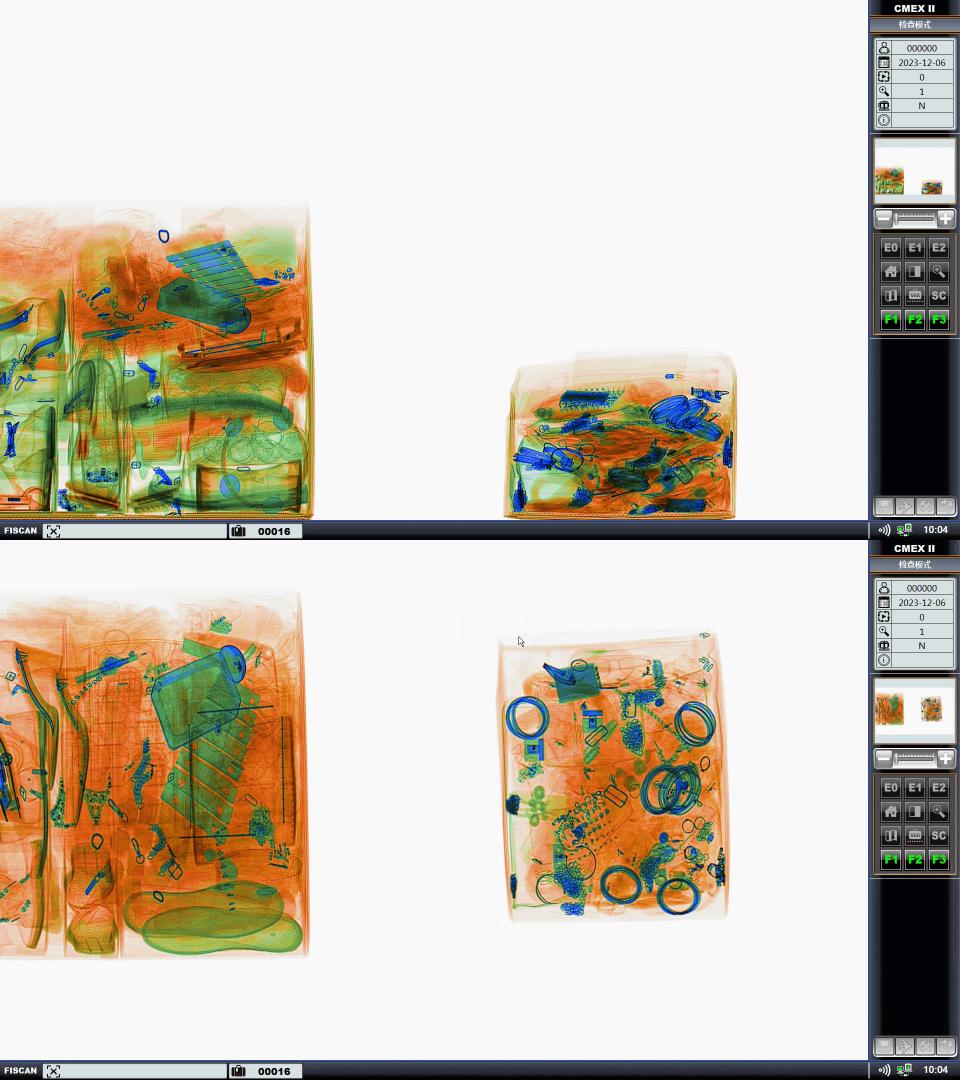 CMEX II
检查模式
000000
2023-12-06
0
1
N
E0 E1 E2
VAR SC
F1 F2 F3
FISCAN 00016 10:04
CMEX II
检查模式
000000
2023-12-06
0
1
N
E0 E1 E2
VAR SC
F1 F2 F3
FISCAN 00016 10:04